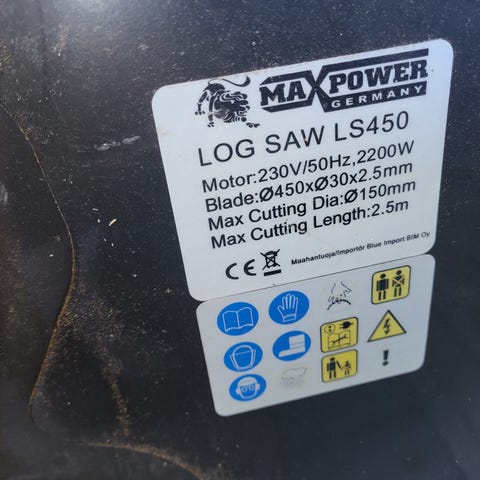 MAXPOWER
GERMANY
LOG SAW LS450
Motor:230V/50Hz,2200W
Blade:Ø450xØ30x2.5mm
Max Cutting Dia:Ø150mm
Max Cutting Length:2.5m
CE Maahantuoja/Importör Blue Import BIM Oy